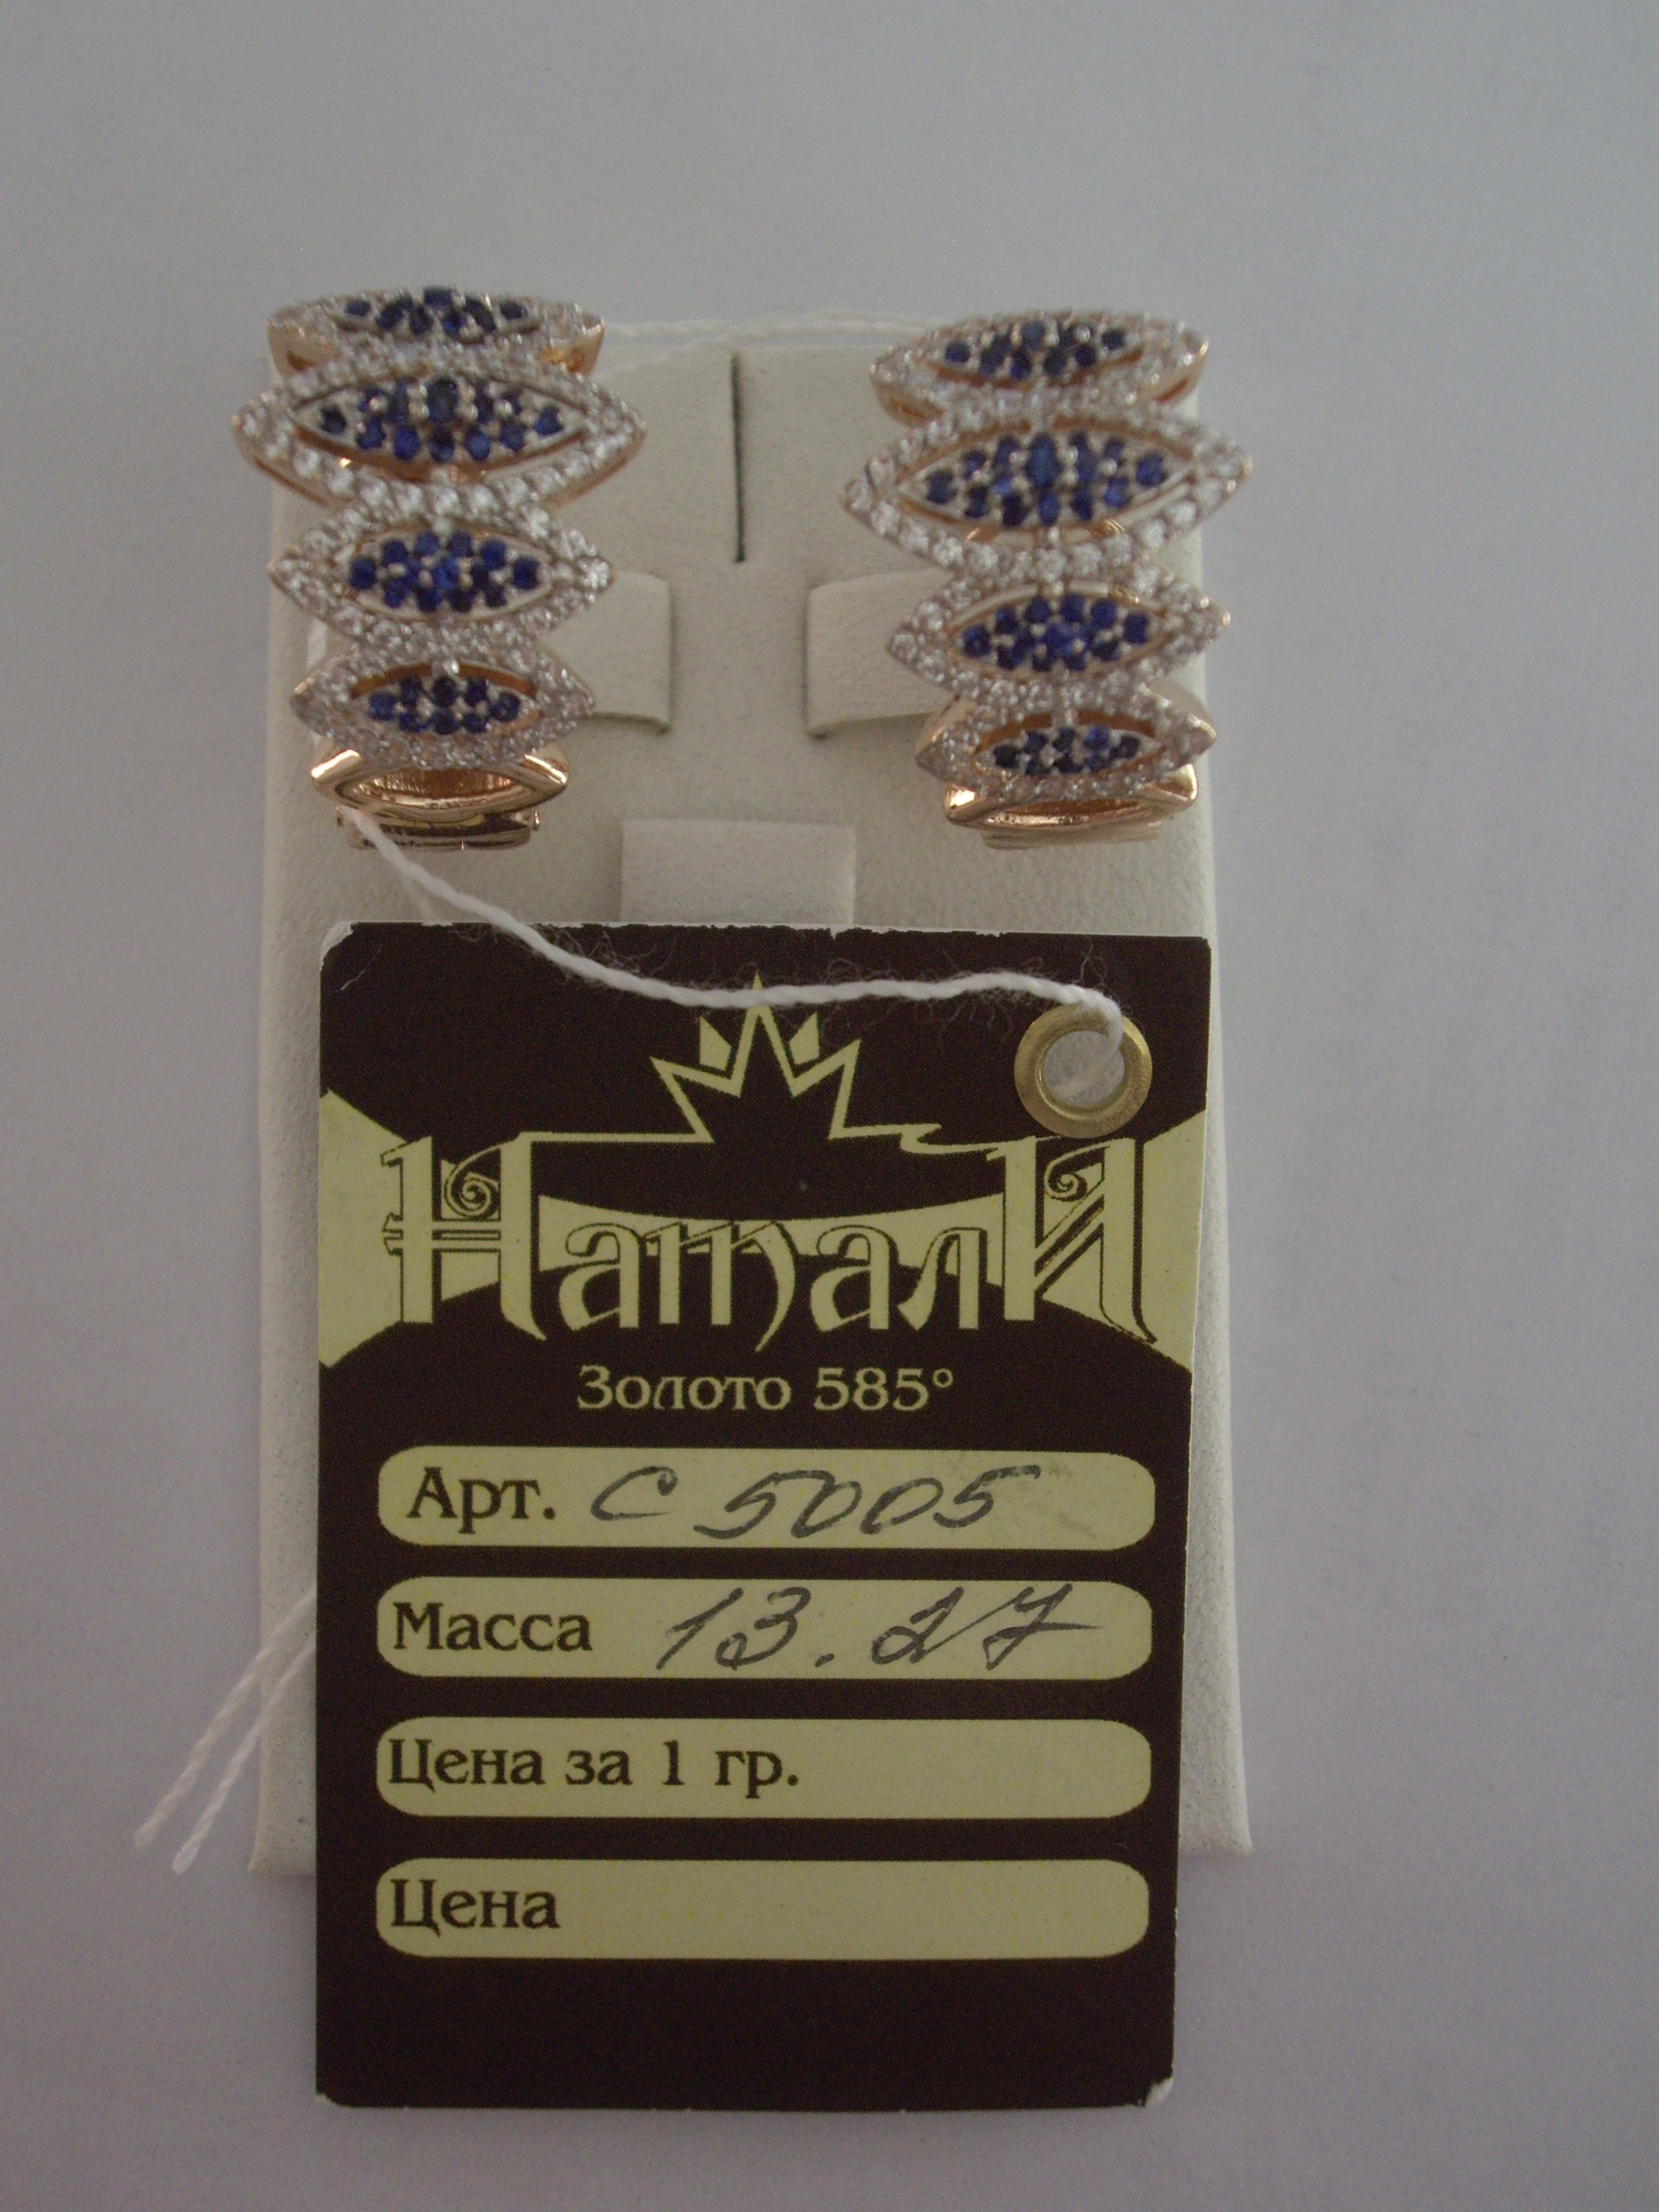 Натали
Золото 585°
Арт. С 5005
Масса 13.27
Цена за 1 гр.
Цена